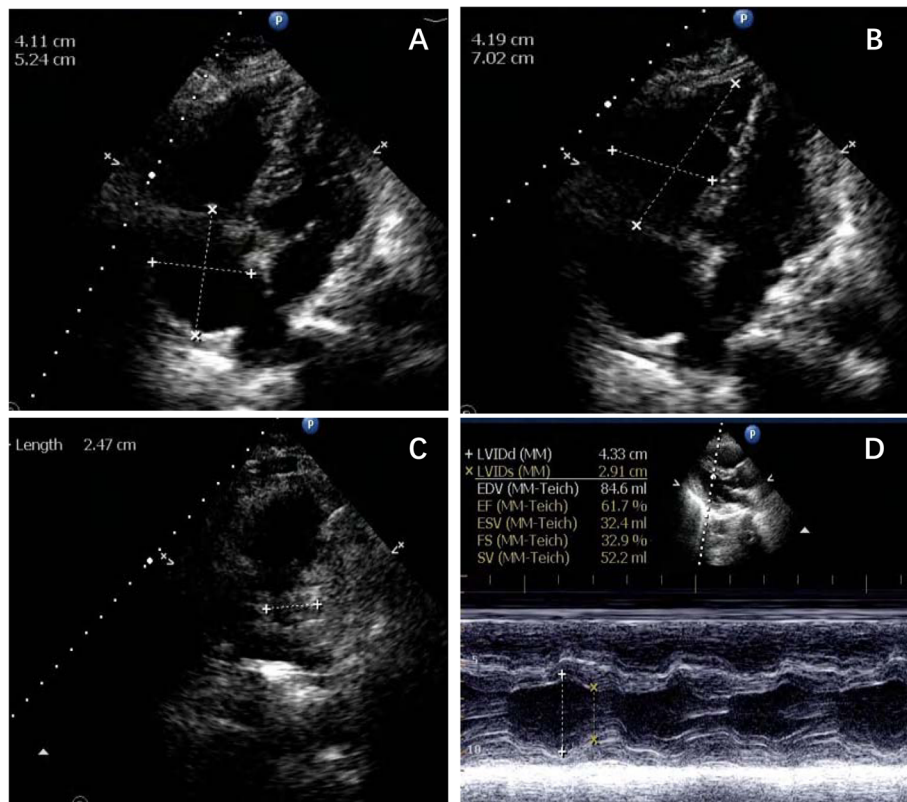 A
4.11 cm
5.24 cm
P
B
4.19 cm
7.02 cm
P
C
Length 2.47 cm
P
D
+ LVIDd (MM) 4.33 cm
× LVIDs (MM) 2.91 cm
EDV (MM-Teich) 84.6 ml
EF (MM-Teich) 61.7 %
ESV (MM-Teich) 32.4 ml
FS (MM-Teich) 32.9 %
SV (MM-Teich) 52.2 ml
P
10